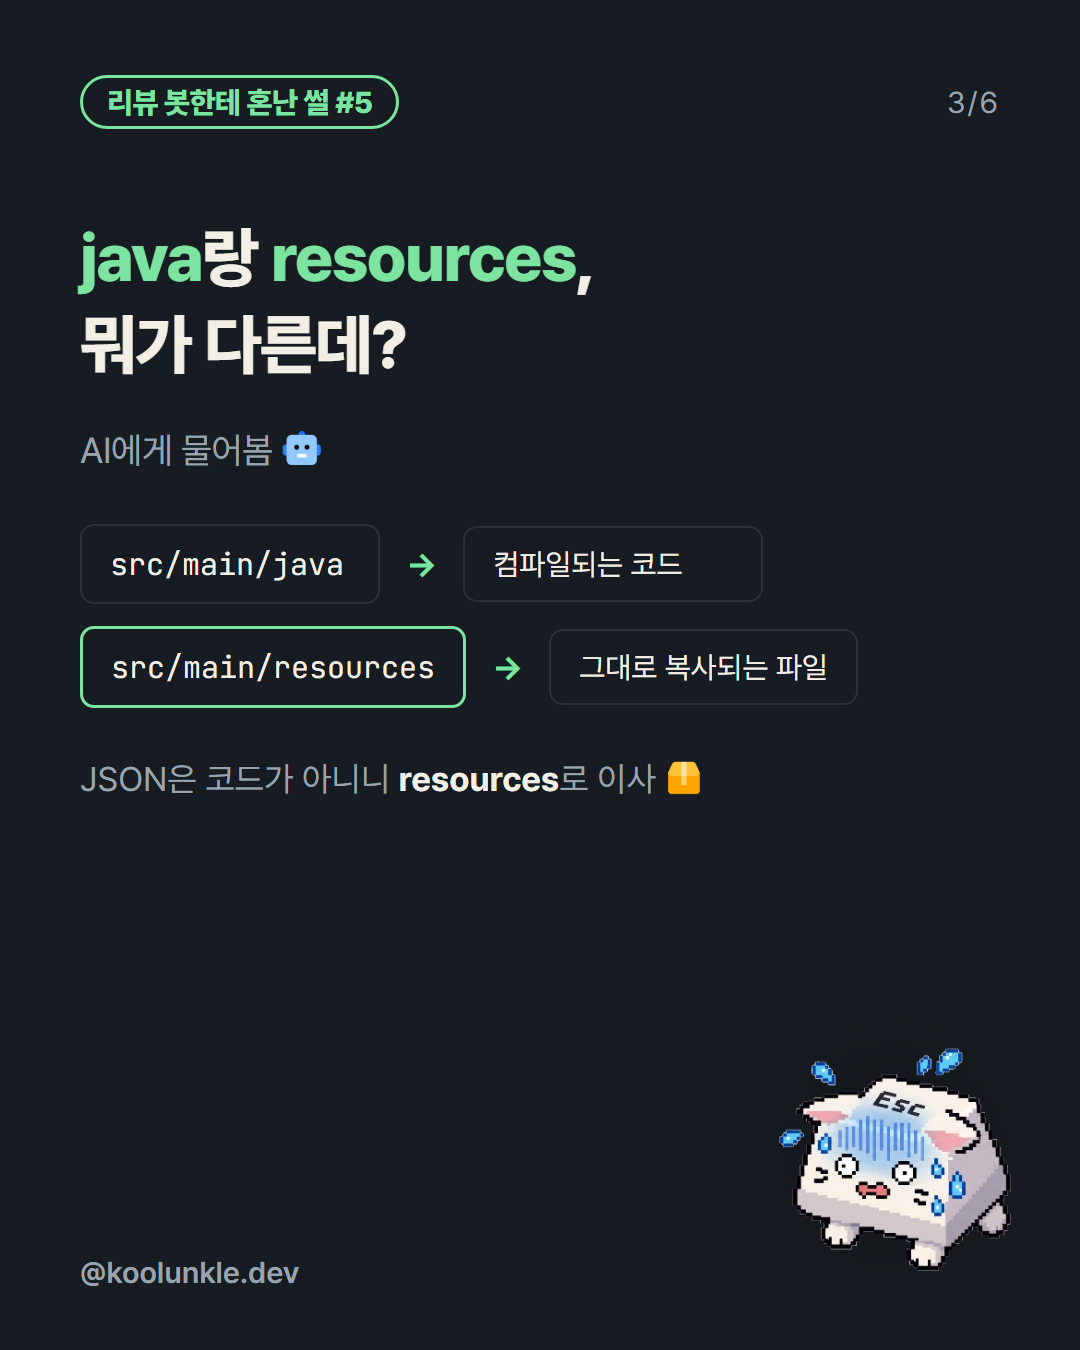 리뷰 봇한테 혼난 썰 #5
3/6
java랑 resources,
뭐가 다른데?
AI에게 물어봄 🤖
src/main/java → 컴파일되는 코드
src/main/resources → 그대로 복사되는 파일
JSON은 코드가 아니니 resources로 이사 📦
Esc
@koolunkle.dev